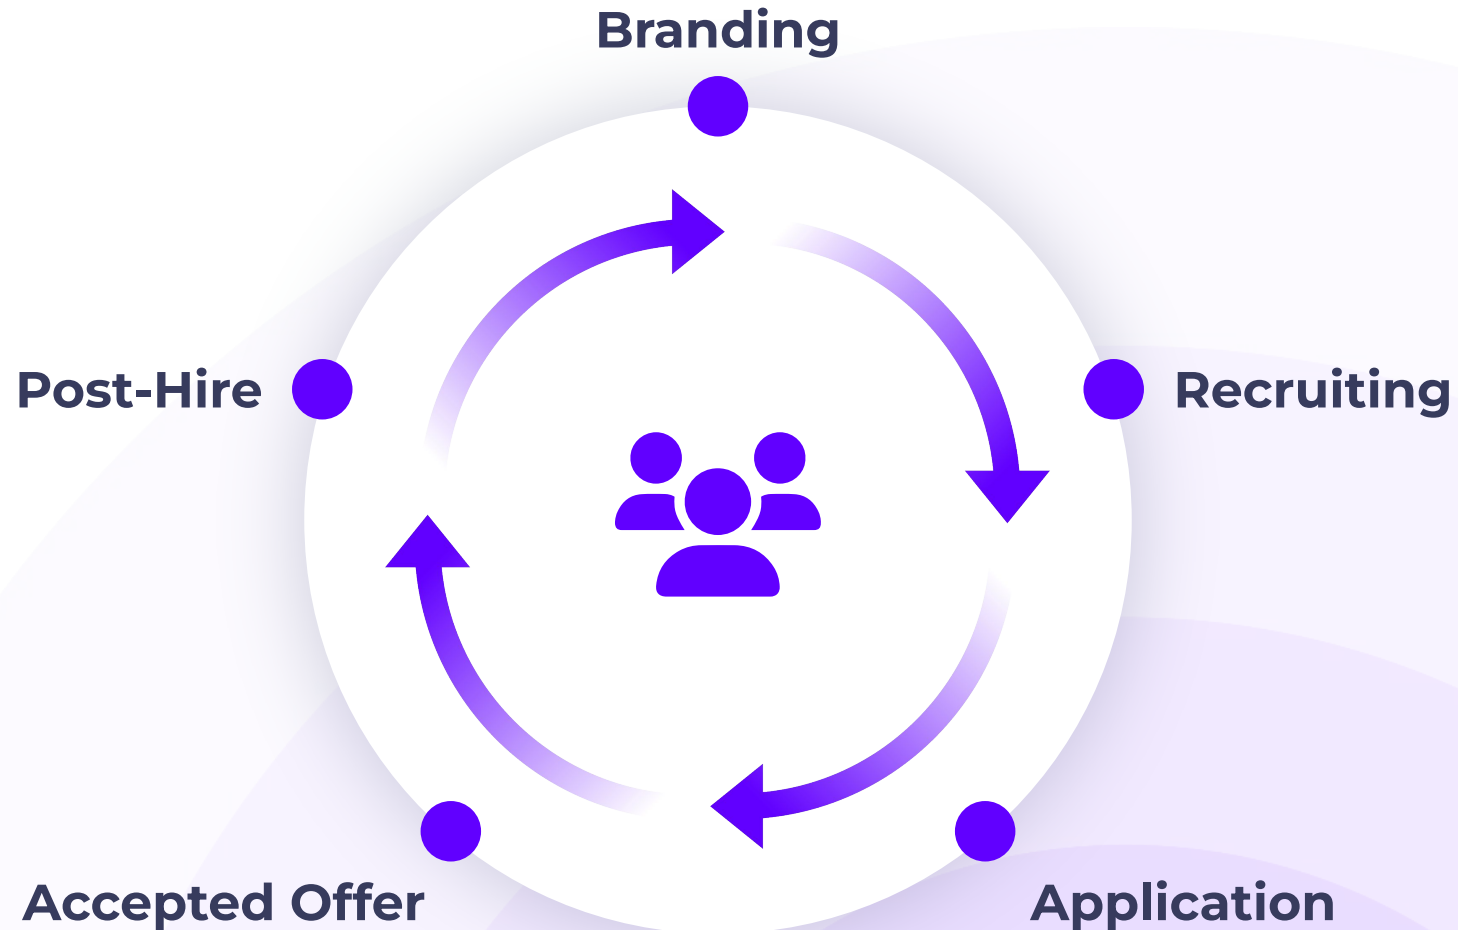 Branding
Post-Hire
Recruiting
Accepted Offer
Application